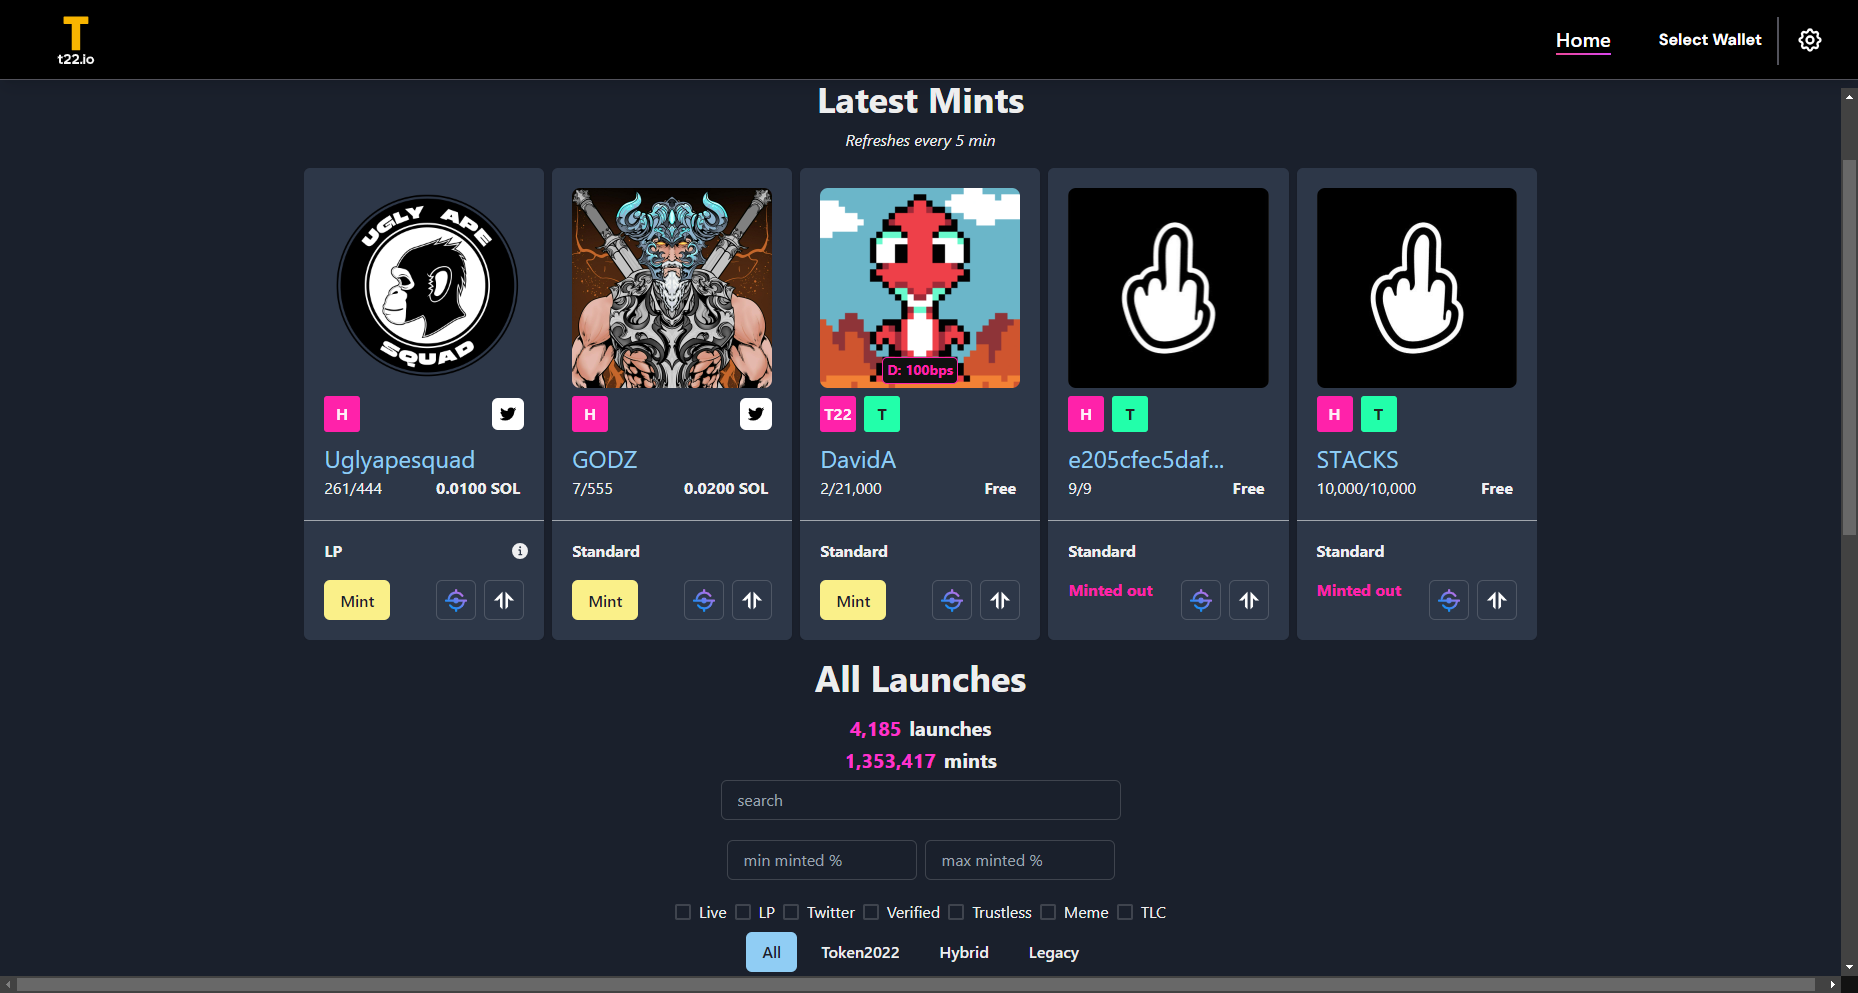 T
t22.io
Home
Select Wallet
Latest Mints
Refreshes every 5 min
UGLY APE
SQUAD
D: 100bps
H
H
T22 T
H T
H T
Uglyapesquad
GODZ
DavidA
e205cfec5daf...
STACKS
261/444 0.0100 SOL
7/555 0.0200 SOL
2/21,000 Free
9/9 Free
10,000/10,000 Free
LP
Standard
Standard
Standard
Standard
Mint
Mint
Mint
Minted out
Minted out
All Launches
4,185 launches
1,353,417 mints
search
min minted %
max minted %
Live LP Twitter Verified Trustless Meme TLC
All Token2022 Hybrid Legacy